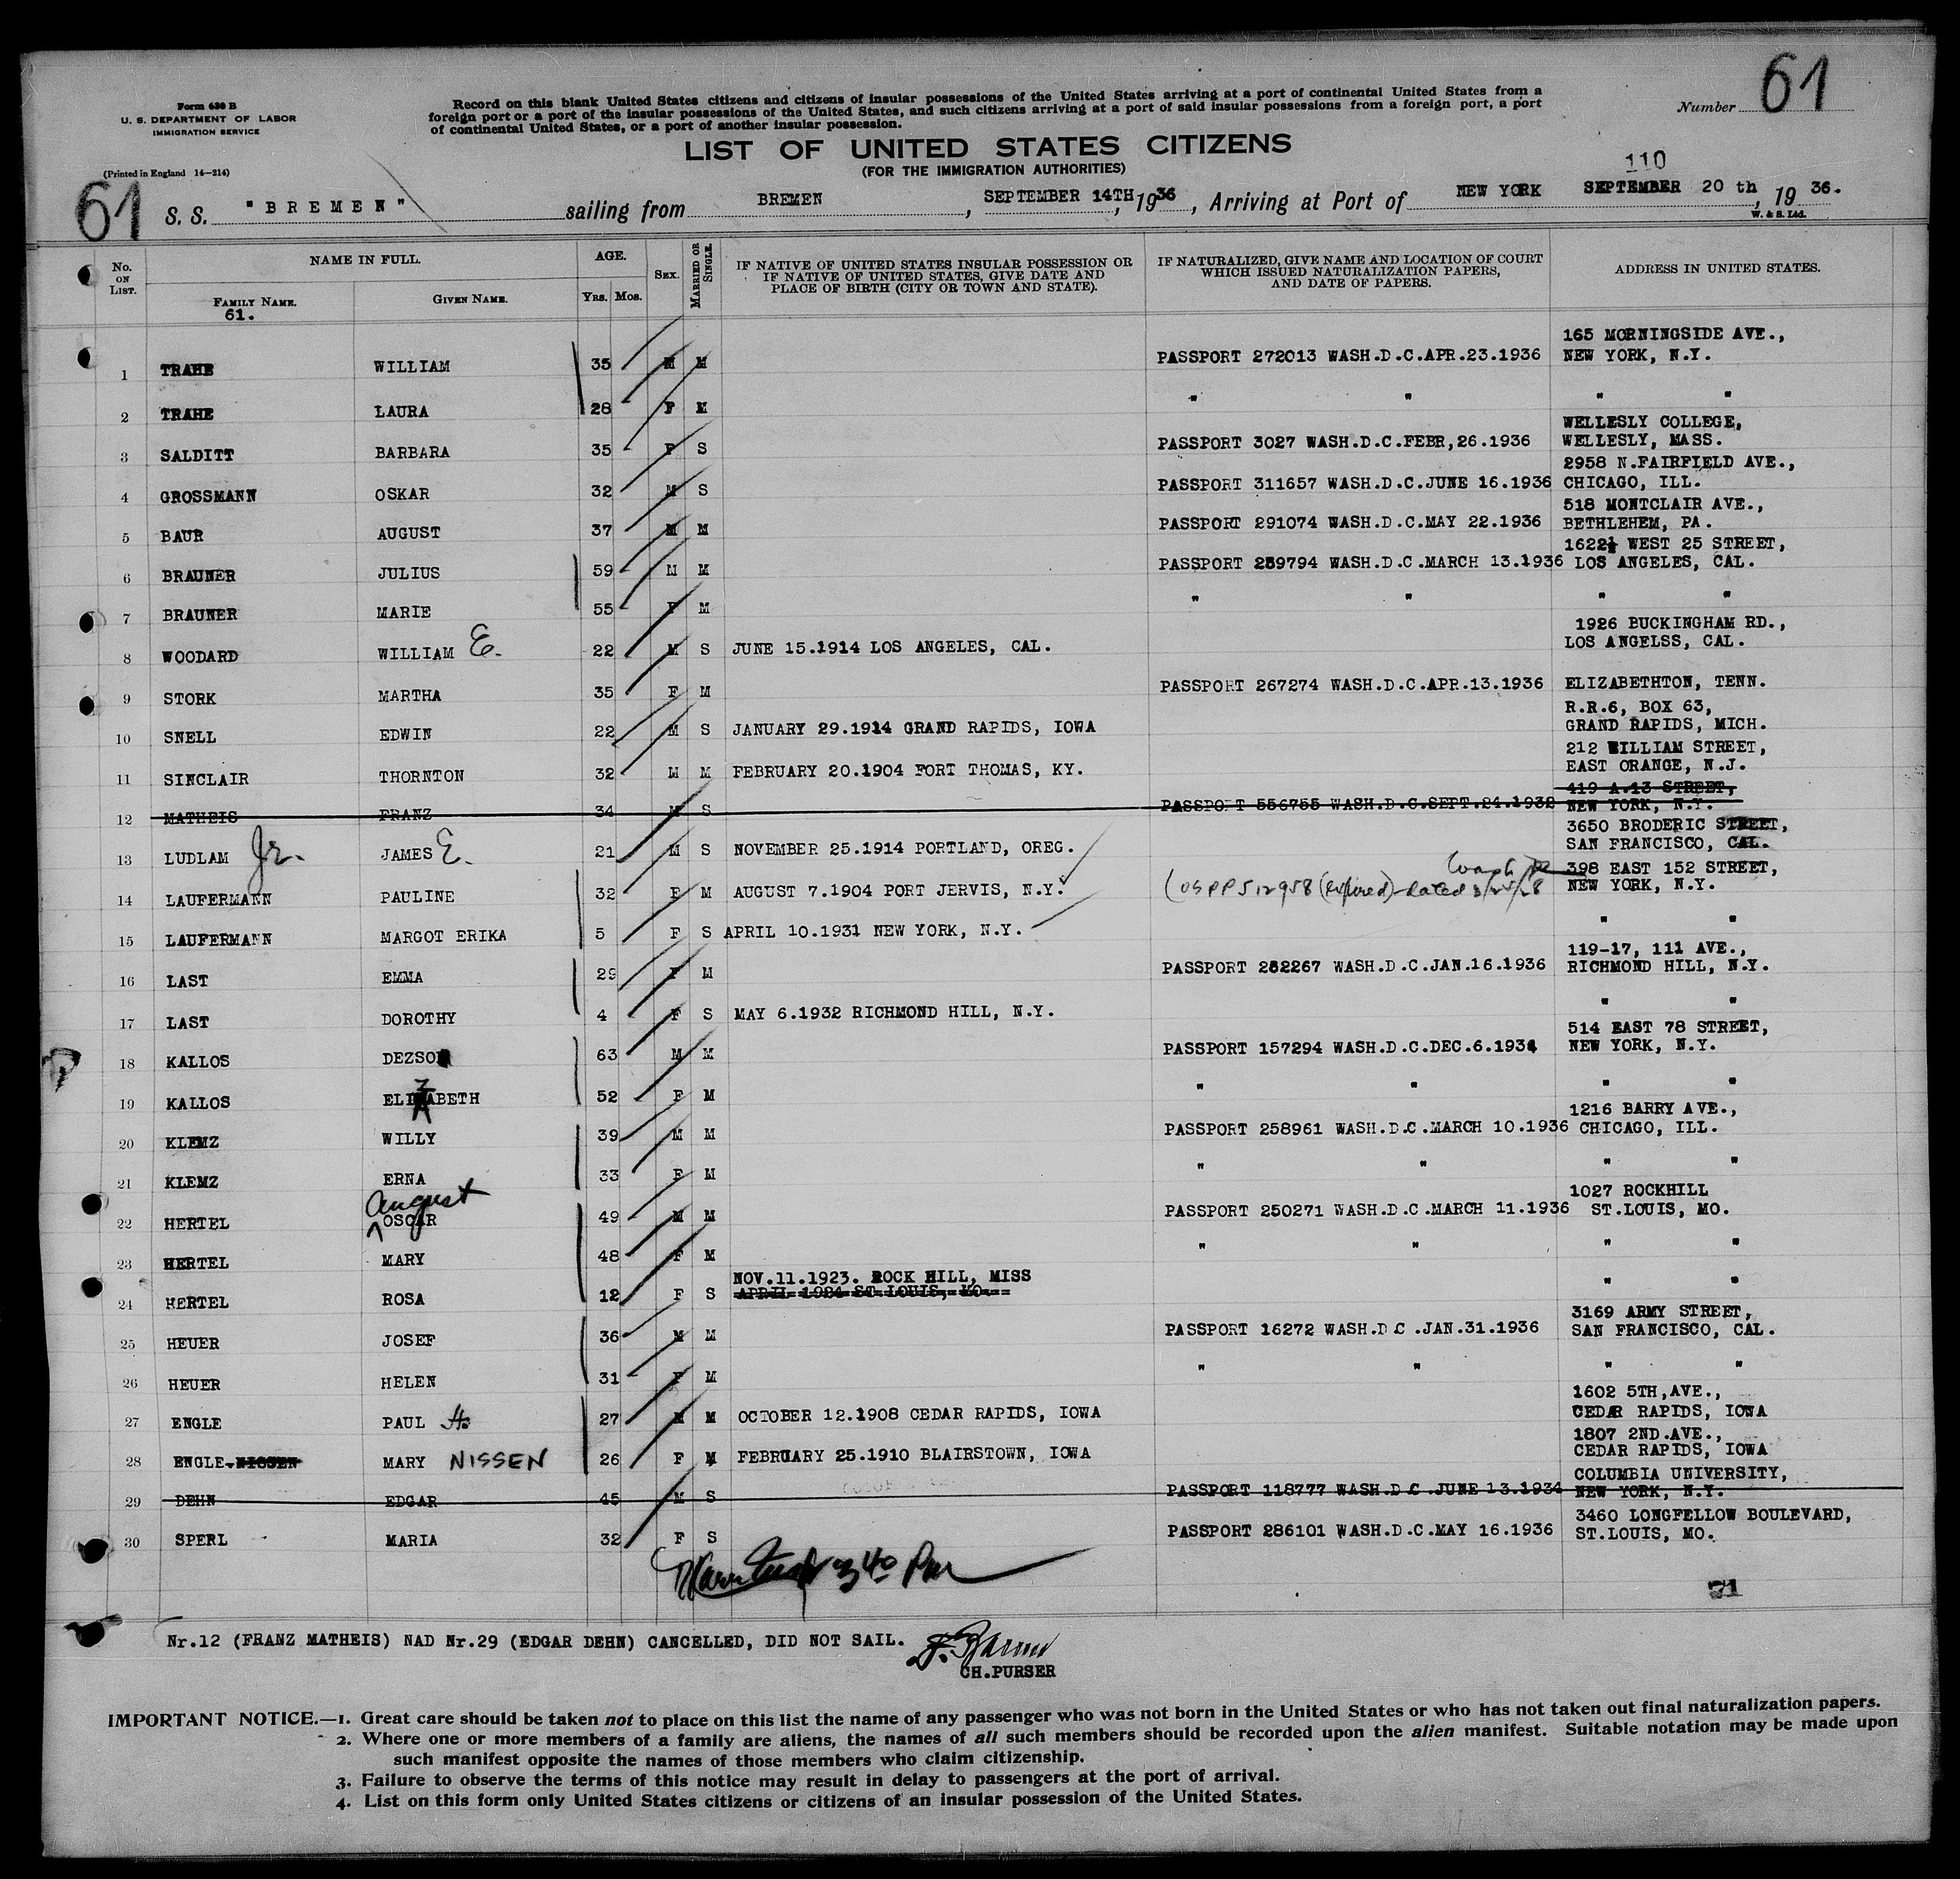 61
Form 630 B
U. S. DEPARTMENT OF LABOR
IMMIGRATION SERVICE
(Printed in England 14—214)
Record on this blank United States citizens and citizens of insular possessions of the United States arriving at a port of continental United States from a
foreign port or a port of the insular possessions of the United States, and such citizens arriving at a port of said insular possessions from a foreign port, a port
of continental United States, or a port of another insular possession.
Number 61
LIST OF UNITED STATES CITIZENS
(FOR THE IMMIGRATION AUTHORITIES)
110
S. S. "BREMEN" sailing from BREMEN, SEPTEMBER 14TH, 1936, Arriving at Port of NEW YORK SEPTEMBER 20 th, 1936.
W. & S. Ltd.
No. ON LIST. NAME IN FULL. FAMILY NAME. GIVEN NAME. AGE. YRS. MOS. SEX. MARRIED OR SINGLE. IF NATIVE OF UNITED STATES INSULAR POSSESSION OR IF NATIVE OF UNITED STATES, GIVE DATE AND PLACE OF BIRTH (CITY OR TOWN AND STATE). IF NATURALIZED, GIVE NAME AND LOCATION OF COURT WHICH ISSUED NATURALIZATION PAPERS, AND DATE OF PAPERS. ADDRESS IN UNITED STATES.
61.
1 TRAHE WILLIAM 35 M M PASSPORT 272013 WASH.D.C.APR.23.1936 165 MORNINGSIDE AVE., NEW YORK, N.Y.
2 TRAHE LAURA 28 F M " " " "
3 SALDITT BARBARA 35 F S PASSPORT 3027 WASH.D.C.FEBR,26.1936 WELLESLY COLLEGE, WELLESLY, MASS.
4 GROSSMANN OSKAR 32 M S PASSPORT 311657 WASH.D.C.JUNE 16.1936 2958 N.FAIRFIELD AVE., CHICAGO, ILL.
5 BAUR AUGUST 37 M M PASSPORT 291074 WASH.D.C.MAY 22.1936 518 MONTCLAIR AVE., BETHLEHEM, PA.
6 BRAUNER JULIUS 59 M M PASSPORT 259794 WASH.D.C.MARCH 13.1936 1622½ WEST 25 STREET, LOS ANGELES, CAL.
7 BRAUNER MARIE 55 F M " " " "
8 WOODARD WILLIAM E. 22 M S JUNE 15.1914 LOS ANGELES, CAL. 1926 BUCKINGHAM RD., LOS ANGELSS, CAL.
9 STORK MARTHA 35 F M PASSPORT 267274 WASH.D.C.APR.13.1936 ELIZABETHTON, TENN.
10 SNELL EDWIN 22 M S JANUARY 29.1914 GRAND RAPIDS, IOWA R.R.6, BOX 63, GRAND RAPIDS, MICH.
11 SINCLAIR THORNTON 32 M M FEBRUARY 20.1904 FORT THOMAS, KY. 212 WILLIAM STREET, EAST ORANGE, N.J.
12 MATHEIS FRANZ 34 M S PASSPORT 556755 WASH.D.C.SEPT.24.1932 419 A.13 STREET, NEW YORK, N.Y.
13 LUDLAM Jr. JAMES E. 21 M S NOVEMBER 25.1914 PORTLAND, OREG. 3650 BRODERIC STREET, SAN FRANCISCO, CAL.
14 LAUFERMANN PAULINE 32 F M AUGUST 7.1904 PORT JERVIS, N.Y. (US PP 512958 (expired) dated 3/ /28 Wash 398 EAST 152 STREET, NEW YORK, N.Y.
15 LAUFERMANN MARGOT ERIKA 5 F S APRIL 10.1931 NEW YORK, N.Y. " "
16 LAST EMMA 29 F M PASSPORT 282267 WASH.D.C.JAN.16.1936 119-17, 111 AVE., RICHMOND HILL, N.Y.
17 LAST DOROTHY 4 F S MAY 6.1932 RICHMOND HILL, N.Y. " "
18 KALLOS DEZSO 63 M M PASSPORT 157294 WASH.D.C.DEC.6.1934 514 EAST 78 STREET, NEW YORK, N.Y.
19 KALLOS ELIZABETH 52 F M " " " "
20 KLEMZ WILLY 39 M M PASSPORT 258961 WASH.D.C.MARCH 10.1936 1216 BARRY AVE., CHICAGO, ILL.
21 KLEMZ ERNA 33 F M " " " "
22 HERTEL August OSCAR 49 M M PASSPORT 250271 WASH.D.C.MARCH 11.1936 1027 ROCKHILL ST.LOUIS, MO.
23 HERTEL MARY 48 F M " " " "
24 HERTEL ROSA 12 F S NOV.11.1923. ROCK HILL, MISS APRIL 1924 ST.LOUIS, MO. " "
25 HEUER JOSEF 36 M M PASSPORT 16272 WASH.D.C.JAN.31.1936 3169 ARMY STREET, SAN FRANCISCO, CAL.
26 HEUER HELEN 31 F M " " " "
27 ENGLE PAUL H. 27 M M OCTOBER 12.1908 CEDAR RAPIDS, IOWA 1602 5TH,AVE., CEDAR RAPIDS, IOWA
28 ENGLE-NISSEN MARY NISSEN 26 F M FEBRUARY 25.1910 BLAIRSTOWN, IOWA 1807 2ND.AVE., CEDAR RAPIDS, IOWA
29 DEHN EDGAR 45 M S PASSPORT 118777 WASH.D.C.JUNE 13.1934 COLUMBIA UNIVERSITY, NEW YORK, N.Y.
30 SPERL MARIA 32 F S PASSPORT 286101 WASH.D.C.MAY 16.1936 3460 LONGFELLOW BOULEVARD, ST.LOUIS, MO.
340 Pm
71
Nr.12 (FRANZ MATHEIS) NAD Nr.29 (EDGAR DEHN) CANCELLED, DID NOT SAIL.
CH.PURSER
IMPORTANT NOTICE.—1. Great care should be taken not to place on this list the name of any passenger who was not born in the United States or who has not taken out final naturalization papers.
2. Where one or more members of a family are aliens, the names of all such members should be recorded upon the alien manifest. Suitable notation may be made upon
such manifest opposite the names of those members who claim citizenship.
3. Failure to observe the terms of this notice may result in delay to passengers at the port of arrival.
4. List on this form only United States citizens or citizens of an insular possession of the United States.